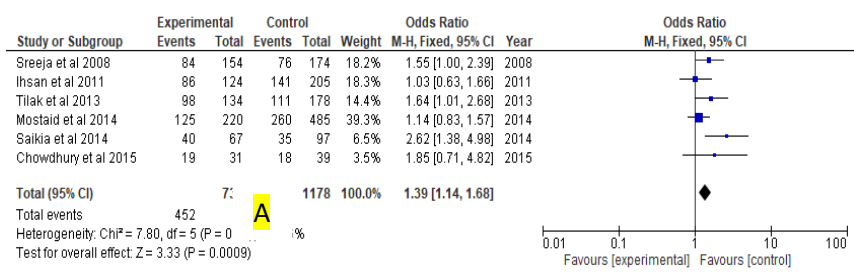 Experimental Control Odds Ratio Odds Ratio
Study or Subgroup Events Total Events Total Weight M-H, Fixed, 95% CI Year M-H, Fixed, 95% CI
Sreeja et al 2008 84 154 76 174 18.2% 1.55 [1.00, 2.39] 2008
Ihsan et al 2011 86 124 141 205 18.3% 1.03 [0.63, 1.66] 2011
Tilak et al 2013 98 134 111 178 14.4% 1.64 [1.01, 2.68] 2013
Mostaid et al 2014 125 220 260 485 39.3% 1.14 [0.83, 1.57] 2014
Saikia et al 2014 40 67 35 97 6.5% 2.62 [1.38, 4.98] 2014
Chowdhury et al 2015 19 31 18 39 3.5% 1.85 [0.71, 4.82] 2015
Total (95% CI) 1178 100.0% 1.39 [1.14, 1.68]
Total events 452 A
Heterogeneity: Chi² = 7.80, df = 5 (P = 0 %
Test for overall effect: Z = 3.33 (P = 0.0009)
0.01 0.1 1 10 100
Favours [experimental] Favours [control]